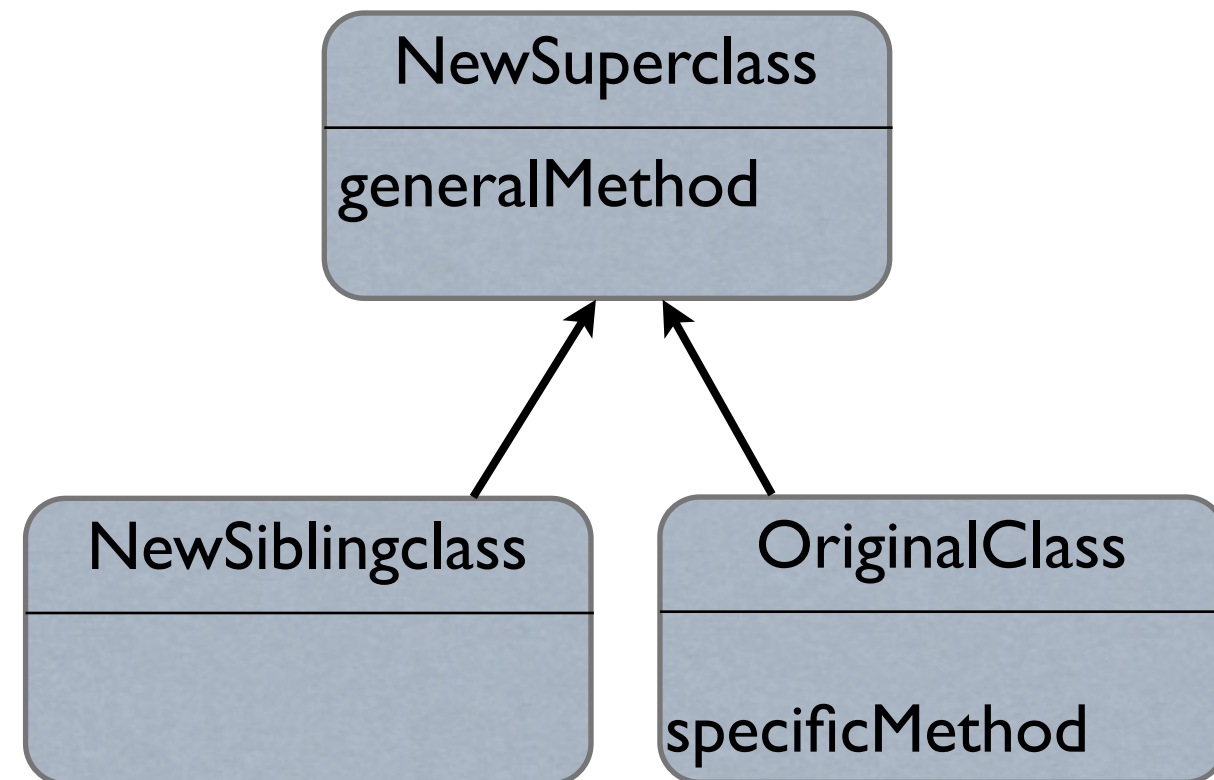 NewSuperclass
generalMethod
NewSiblingclass
OriginalClass
specificMethod